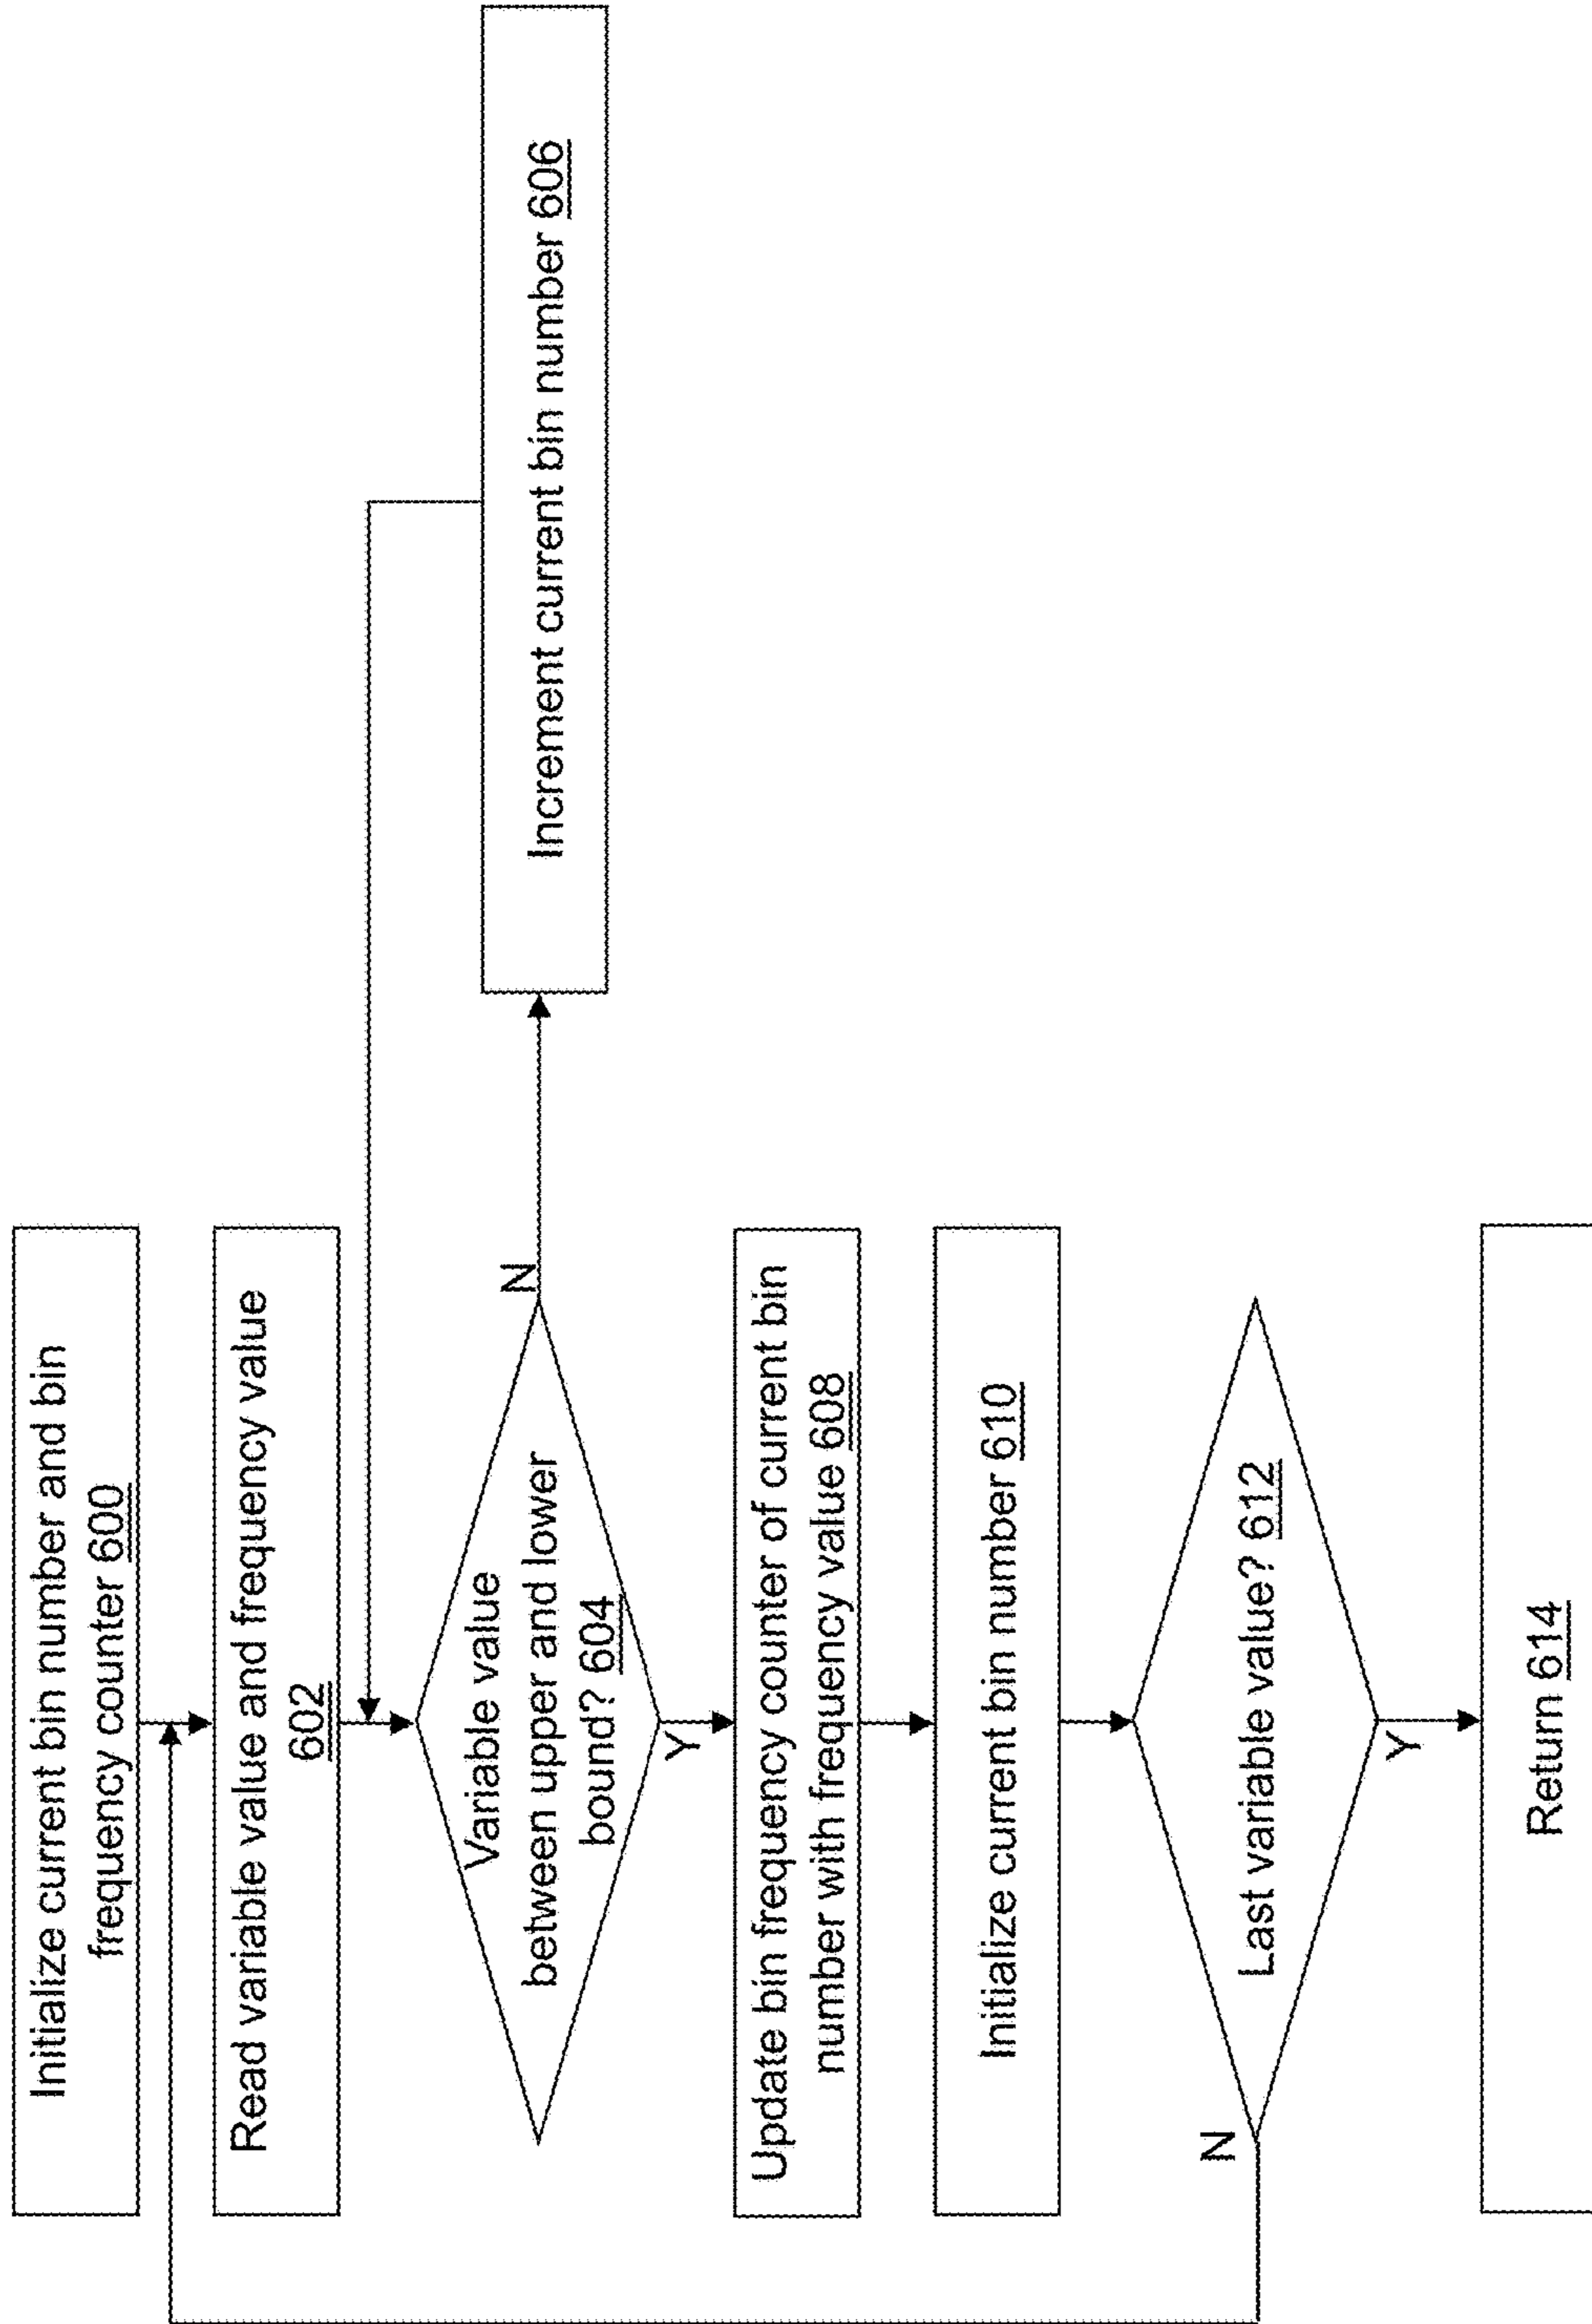 Initialize current bin number and bin
frequency counter 600
Read variable value and frequency value
602
Variable value
between upper and lower
bound? 604
N
Increment current bin number 606
Y
Update bin frequency counter of current bin
number with frequency value 608
Initialize current bin number 610
Last variable value? 612
N
Y
Return 614